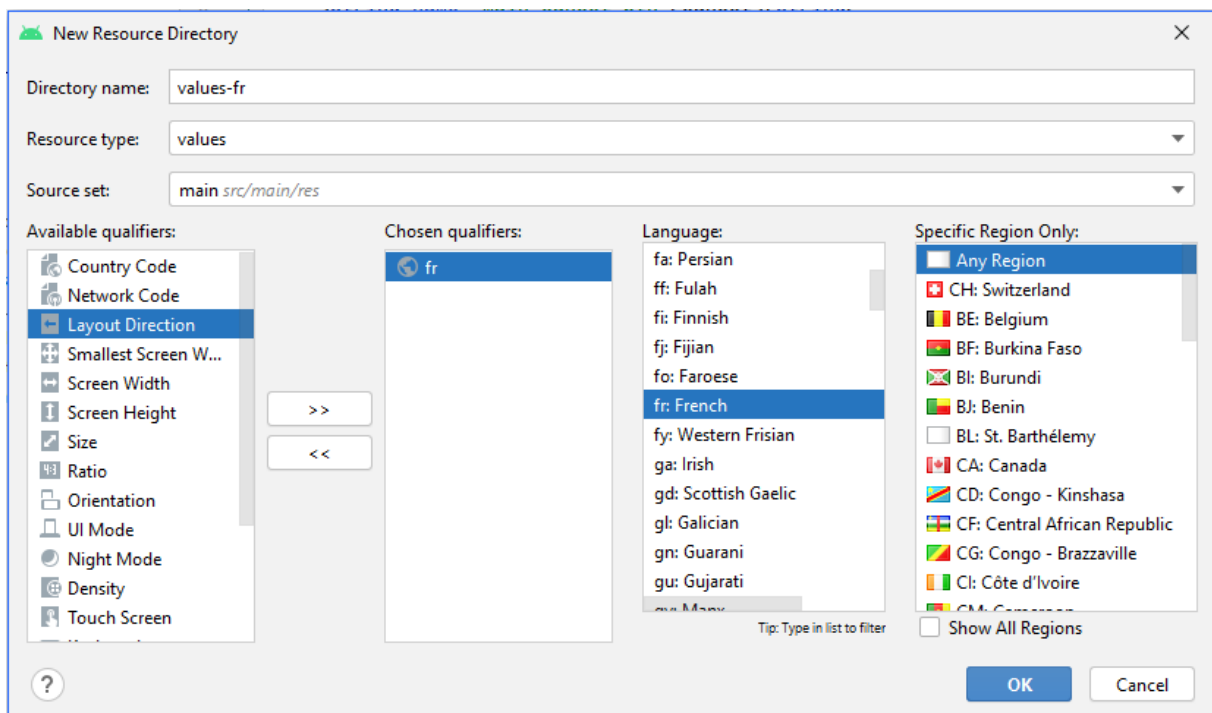 New Resource Directory
Directory name: values-fr
Resource type: values
Source set: main src/main/res
Available qualifiers:
Country Code
Network Code
Layout Direction
Smallest Screen W...
Screen Width
Screen Height
Size
Ratio
Orientation
UI Mode
Night Mode
Density
Touch Screen
>>
<<
Chosen qualifiers:
fr
Language:
fa: Persian
ff: Fulah
fi: Finnish
fj: Fijian
fo: Faroese
fr: French
fy: Western Frisian
ga: Irish
gd: Scottish Gaelic
gl: Galician
gn: Guarani
gu: Gujarati
gv: Manx
Tip: Type in list to filter
Specific Region Only:
Any Region
CH: Switzerland
BE: Belgium
BF: Burkina Faso
BI: Burundi
BJ: Benin
BL: St. Barthélemy
CA: Canada
CD: Congo - Kinshasa
CF: Central African Republic
CG: Congo - Brazzaville
CI: Côte d'Ivoire
CM: Cameroon
Show All Regions
?
OK
Cancel